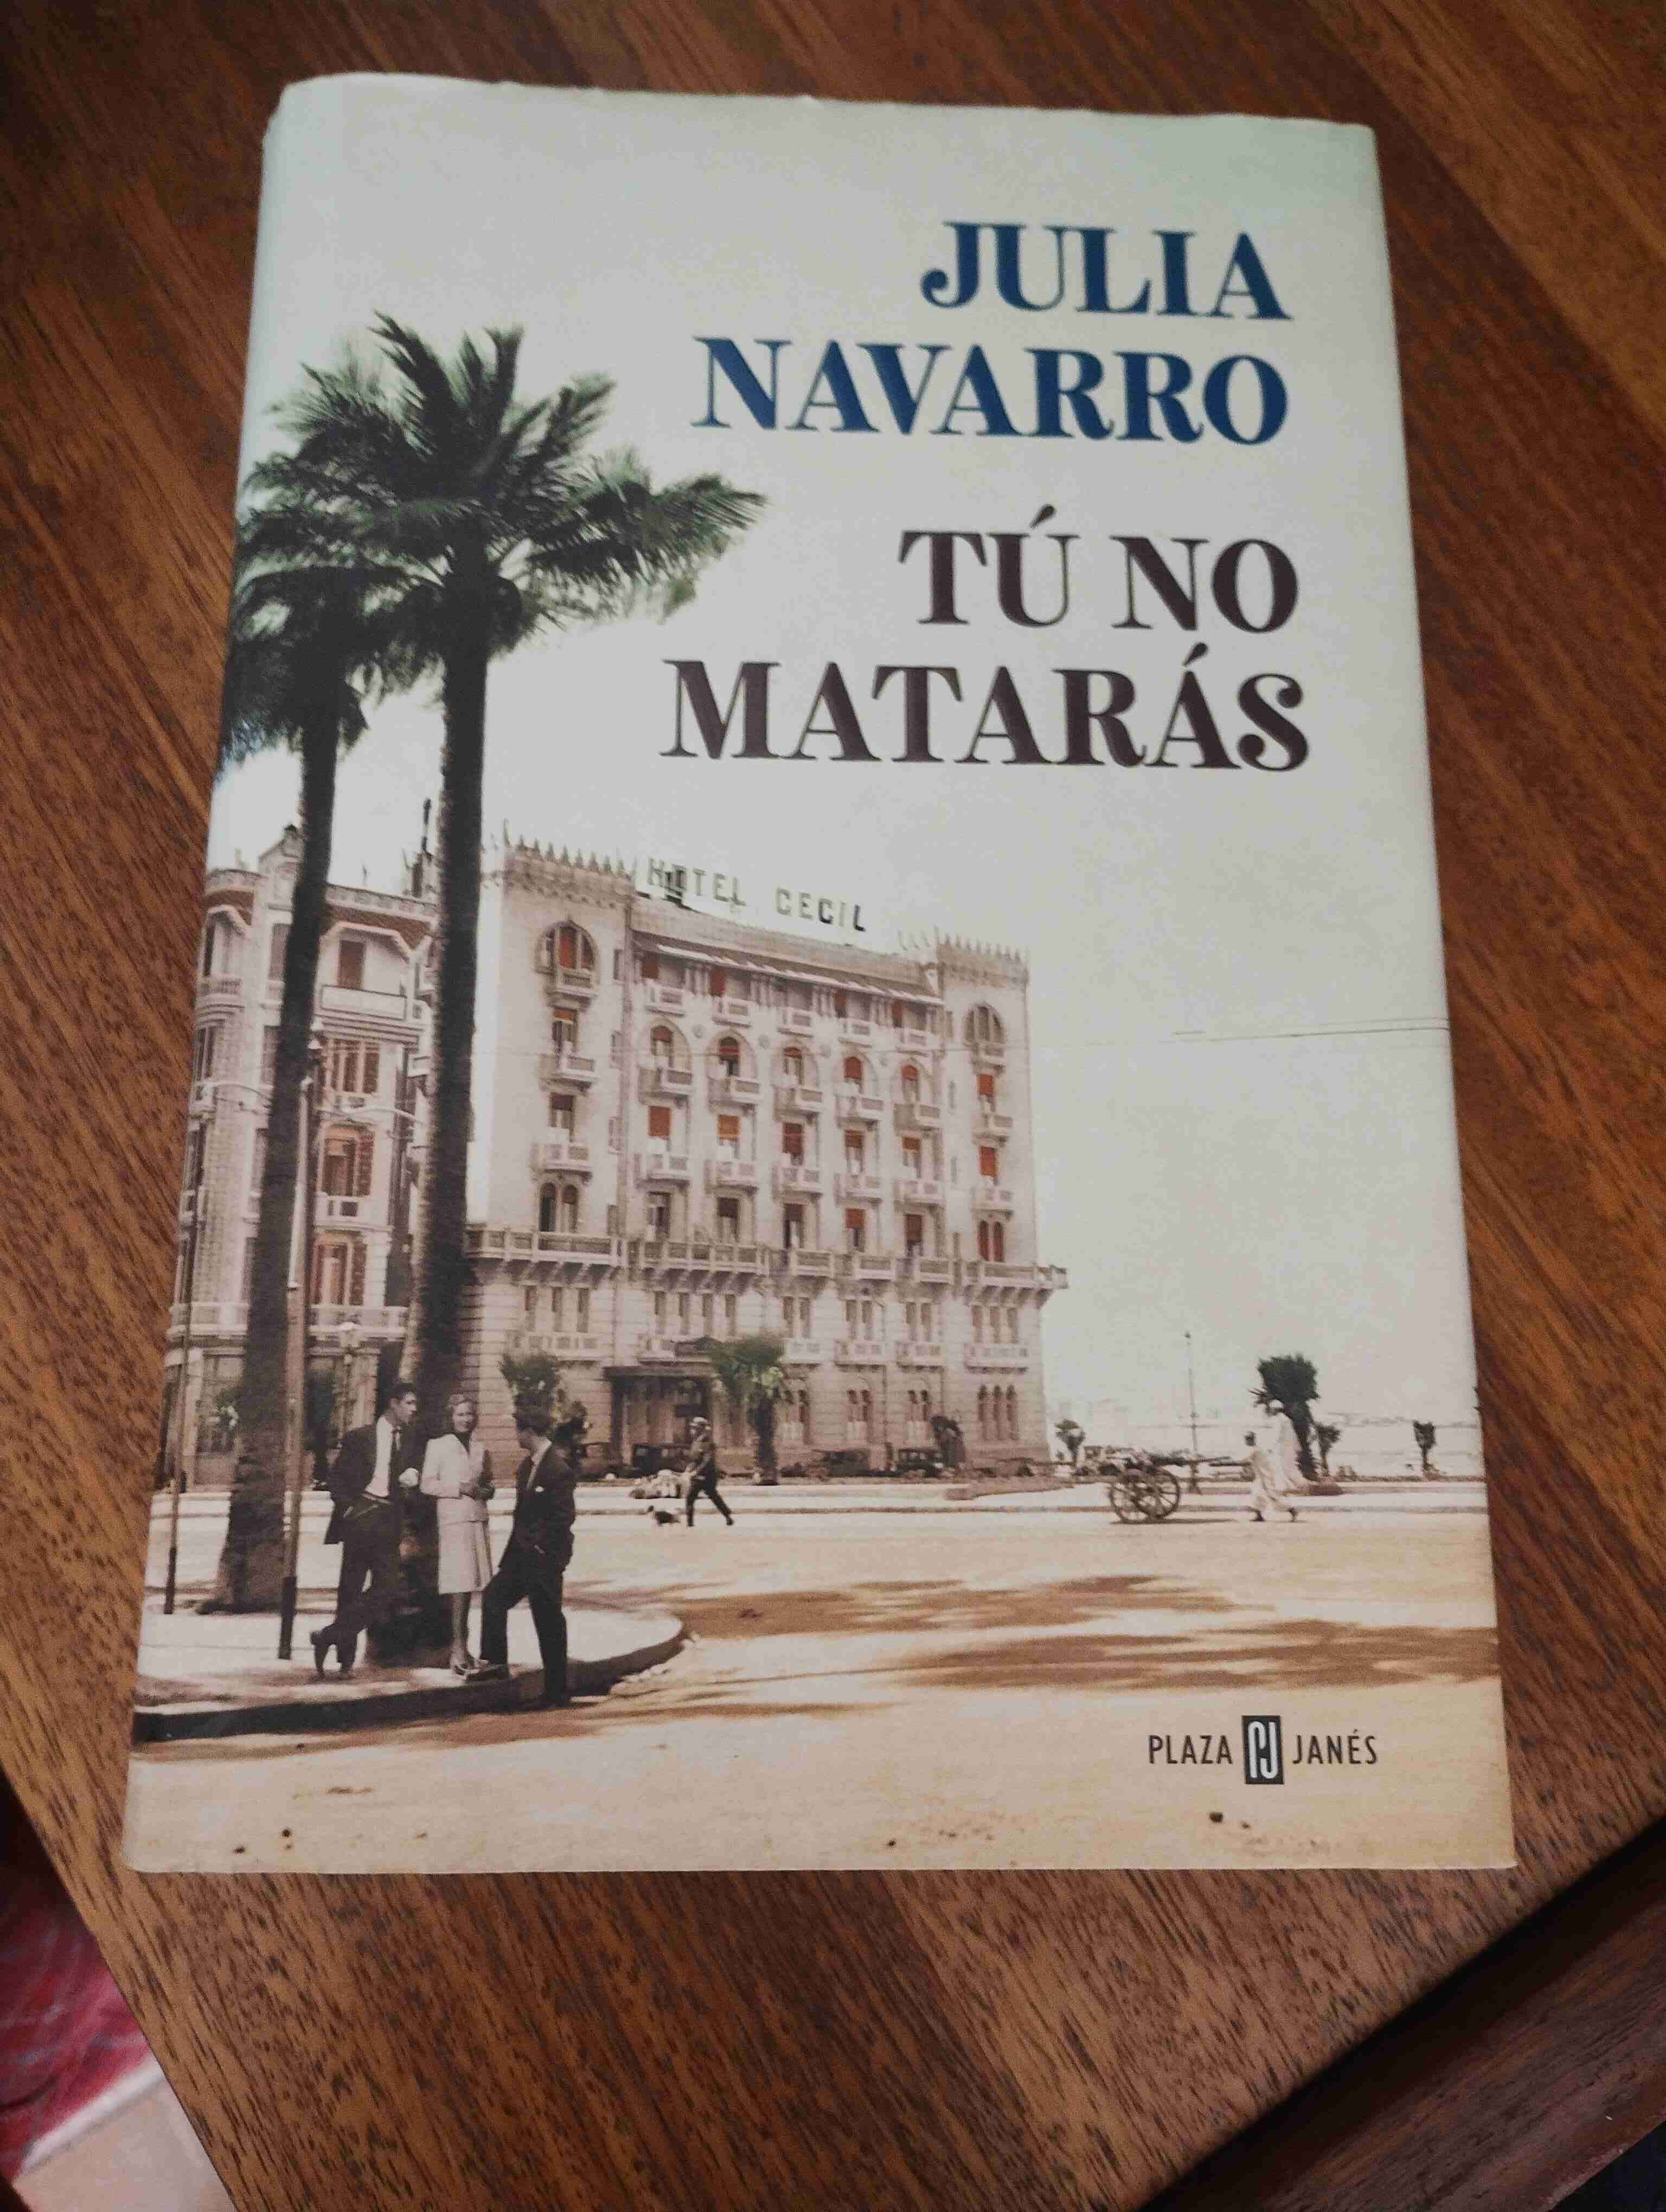 JULIA
NAVARRO
TÚ NO
MATARÁS
HOTEL CECIL
PLAZA JANÉS